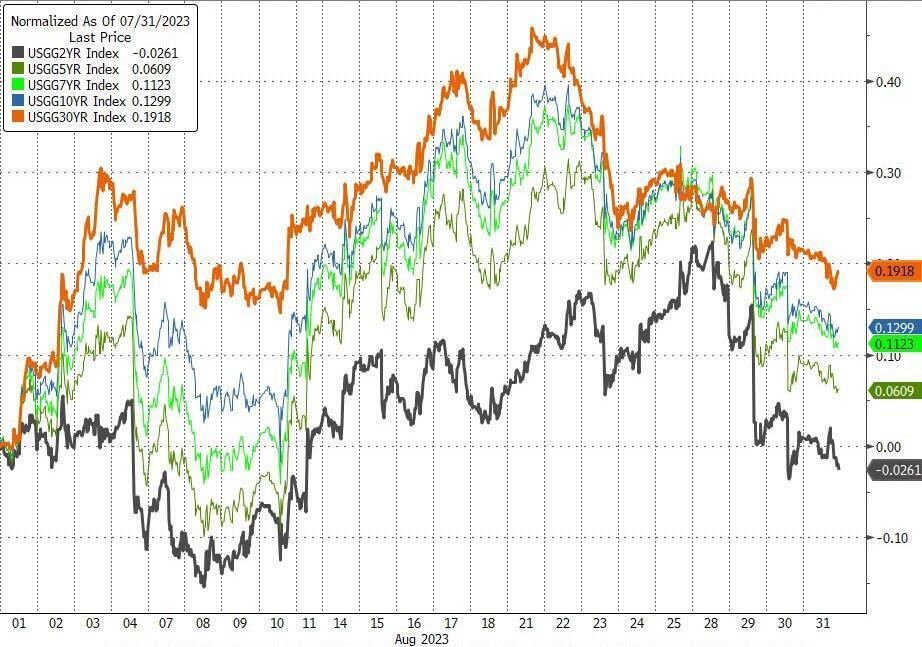 Normalized As Of 07/31/2023
Last Price
USGG2YR Index -0.0261
USGG5YR Index 0.0609
USGG7YR Index 0.1123
USGG10YR Index 0.1299
USGG30YR Index 0.1918
0.40
0.30
0.1918
0.1299
0.1123
0.10
0.0609
0.00
-0.0261
-0.10
01 02 03 04 07 08 09 10 11 14 15 16 17 18 21 22 23 24 25 28 29 30 31
Aug 2023